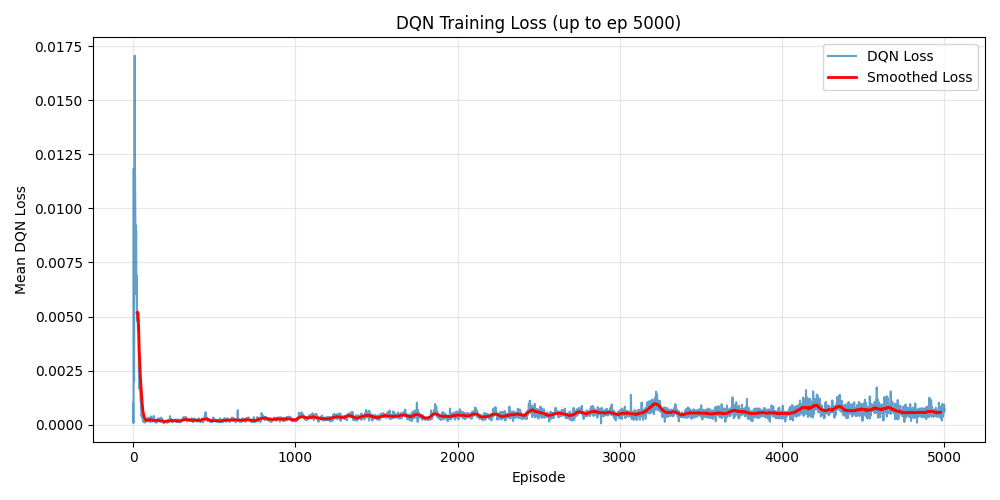 DQN Training Loss (up to ep 5000)
DQN Loss
Smoothed Loss
Mean DQN Loss
0.0175
0.0150
0.0125
0.0100
0.0075
0.0050
0.0025
0.0000
0
1000
2000
3000
4000
5000
Episode